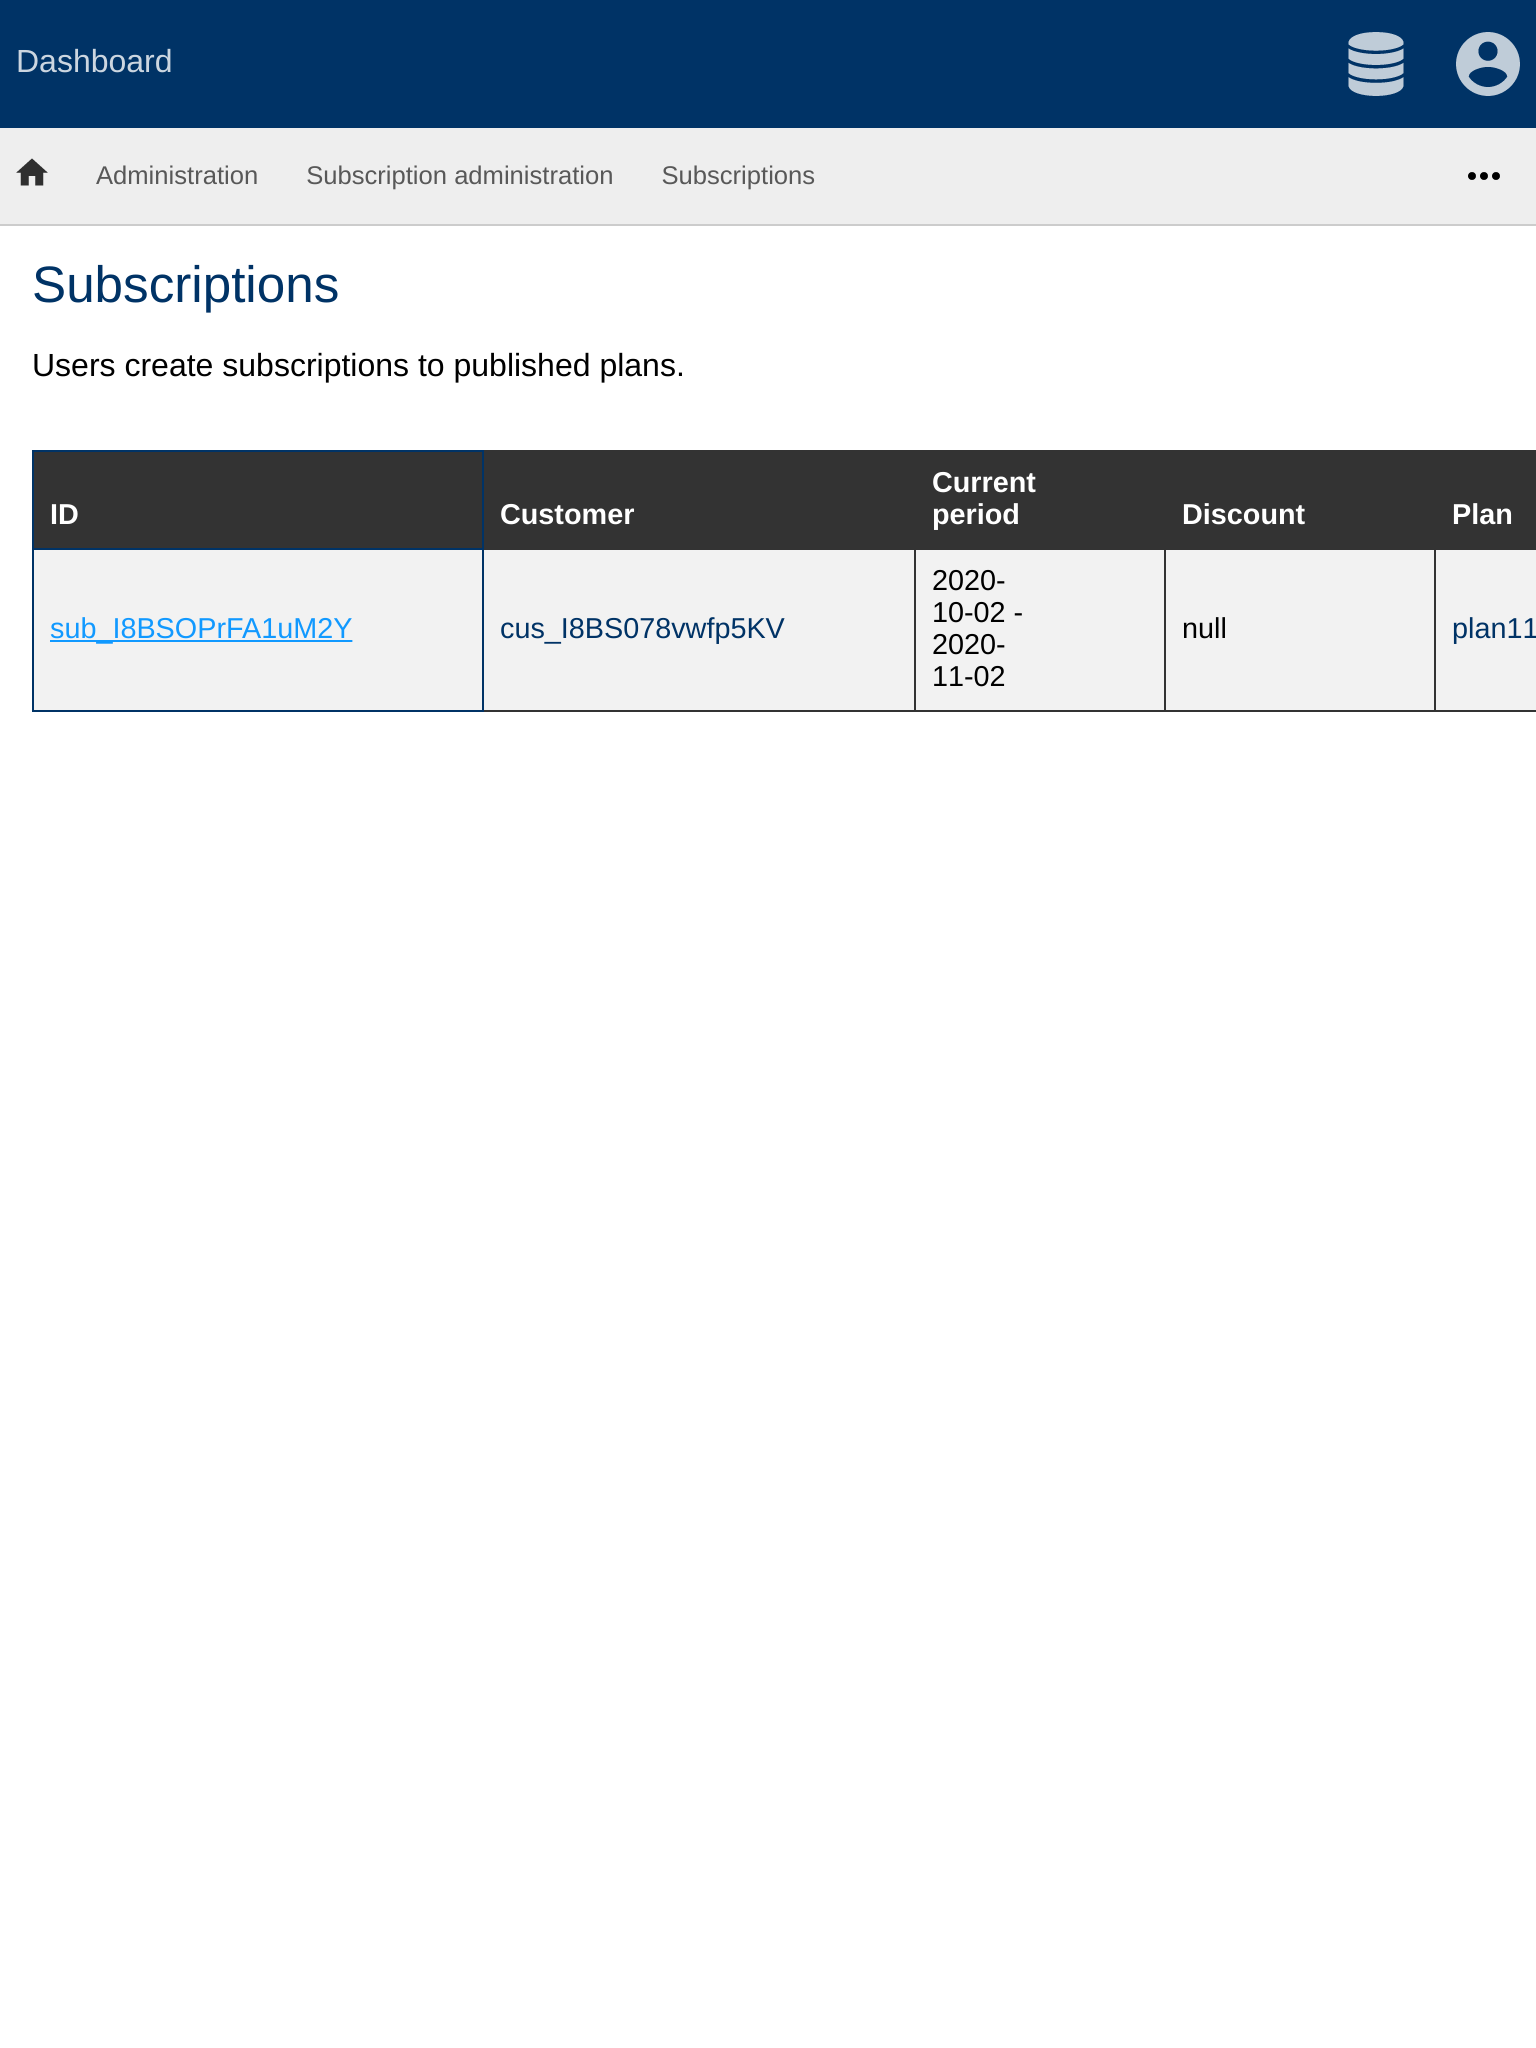 Dashboard
Administration Subscription administration Subscriptions
Subscriptions
Users create subscriptions to published plans.
ID Customer Current period Discount Plan
sub_I8BSOPrFA1uM2Y cus_I8BS078vwfp5KV 2020-10-02 - 2020-11-02 null plan11